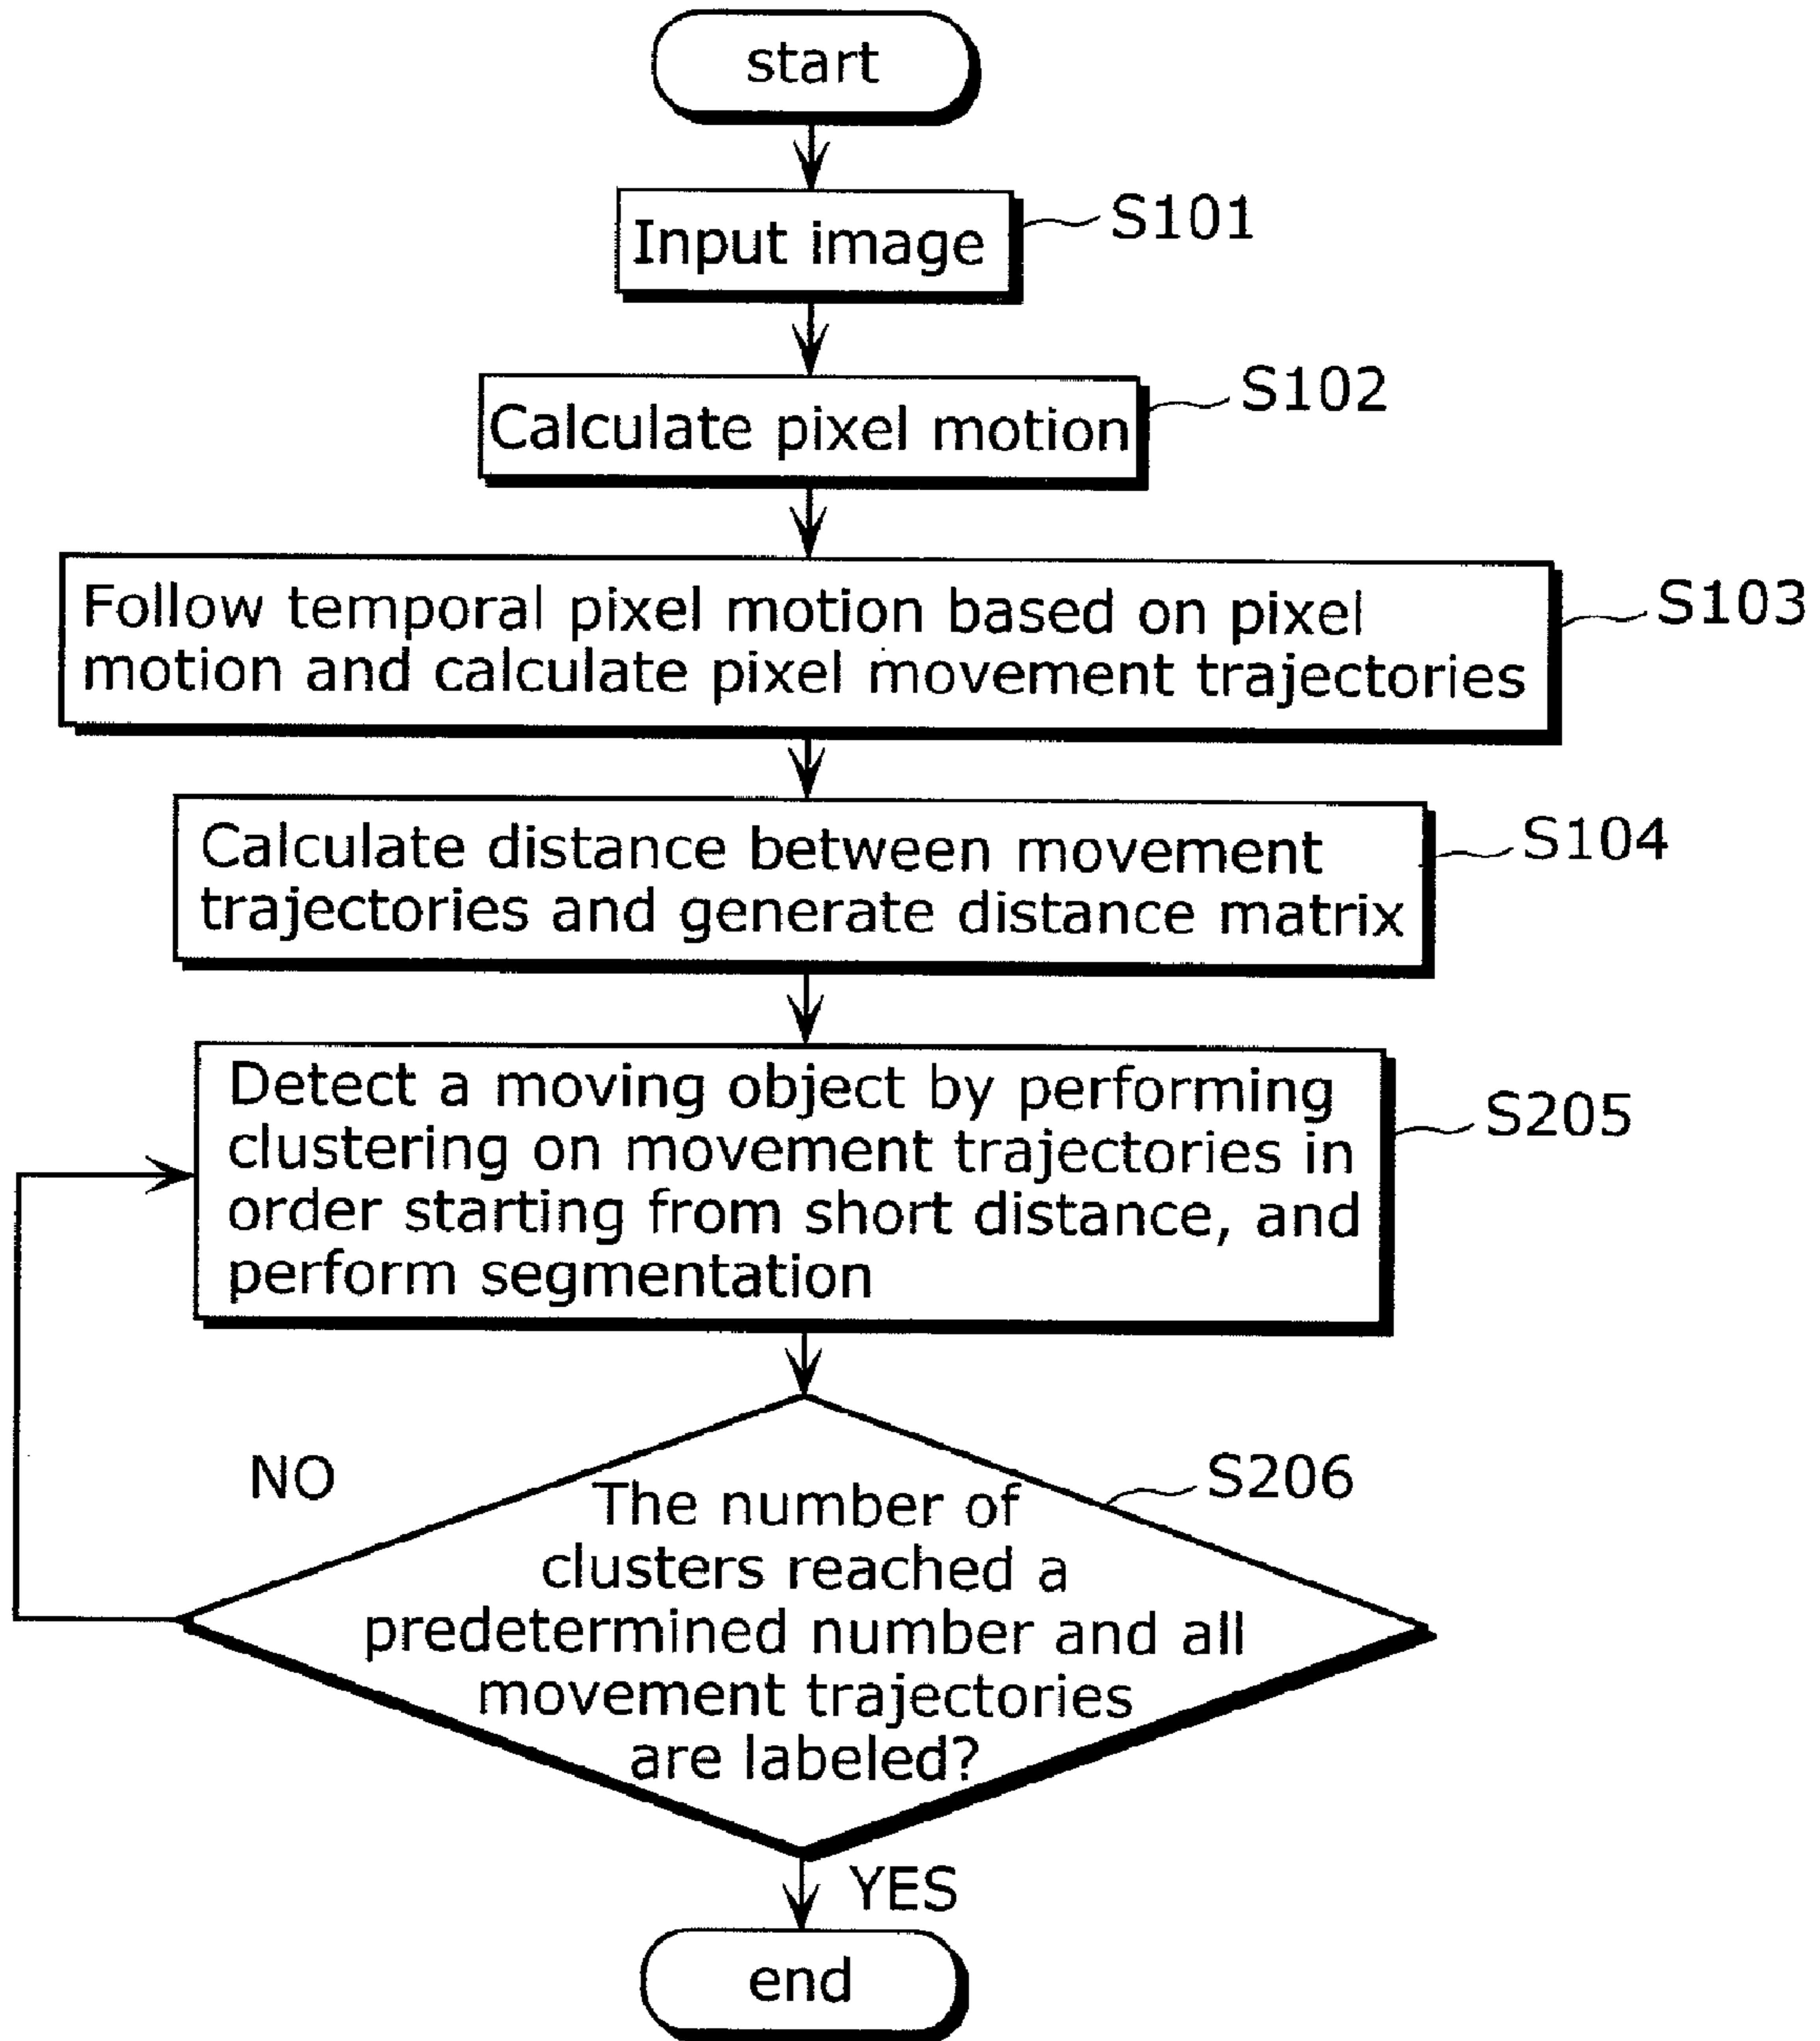 start
Input image
S101
Calculate pixel motion
S102
Follow temporal pixel motion based on pixel
motion and calculate pixel movement trajectories
S103
Calculate distance between movement
trajectories and generate distance matrix
S104
Detect a moving object by performing
clustering on movement trajectories in
order starting from short distance, and
perform segmentation
S205
NO
The number of
clusters reached a
predetermined number and all
movement trajectories
are labeled?
S206
YES
end